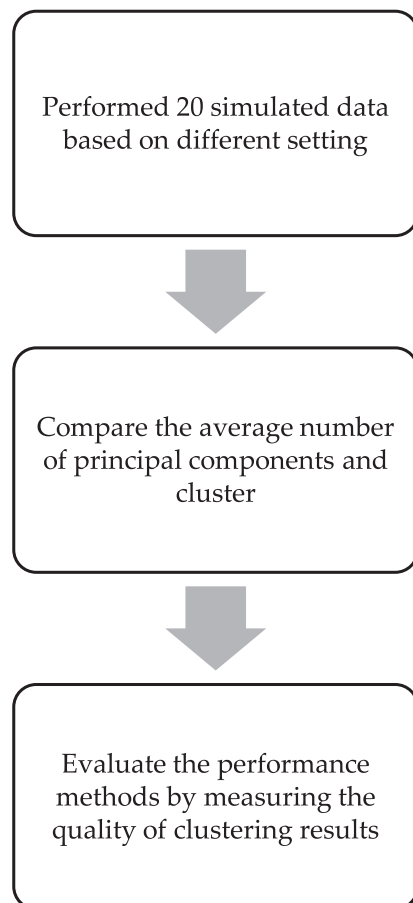 Performed 20 simulated data
based on different setting
Compare the average number
of principal components and
cluster
Evaluate the performance
methods by measuring the
quality of clustering results